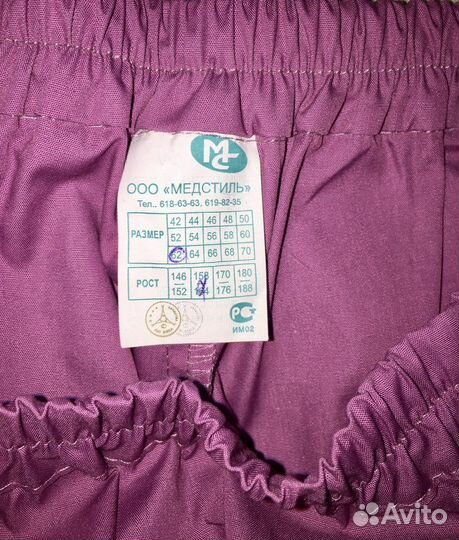 МС
ООО «МЕДСТИЛЬ»
Тел.. 618-63-63, 619-82-35
РАЗМЕР
42 44 46 48 50
52 54 56 58 60
62 64 66 68 70
РОСТ
146 158 170 180
152 164 176 188
РС
ИМ02
Avito